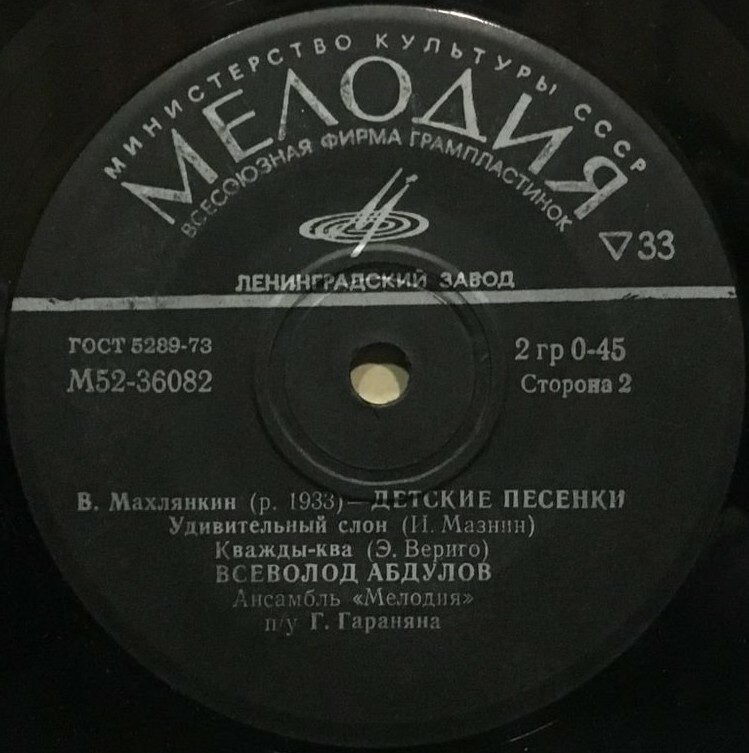 МИНИСТЕРСТВО КУЛЬТУРЫ СССР
МЕЛОДИЯ
ВСЕСОЮЗНАЯ ФИРМА ГРАМПЛАСТИНОК
33
ЛЕНИНГРАДСКИЙ ЗАВОД
ГОСТ 5289-73
2 гр 0-45
М52-36082
Сторона 2
В. Махлянкин (р. 1933)—ДЕТСКИЕ ПЕСЕНКИ
Удивительный слон (И. Мазнин)
Кважды-ква (Э. Вериго)
ВСЕВОЛОД АБДУЛОВ
Ансамбль «Мелодия»
п/у Г. Гараняна